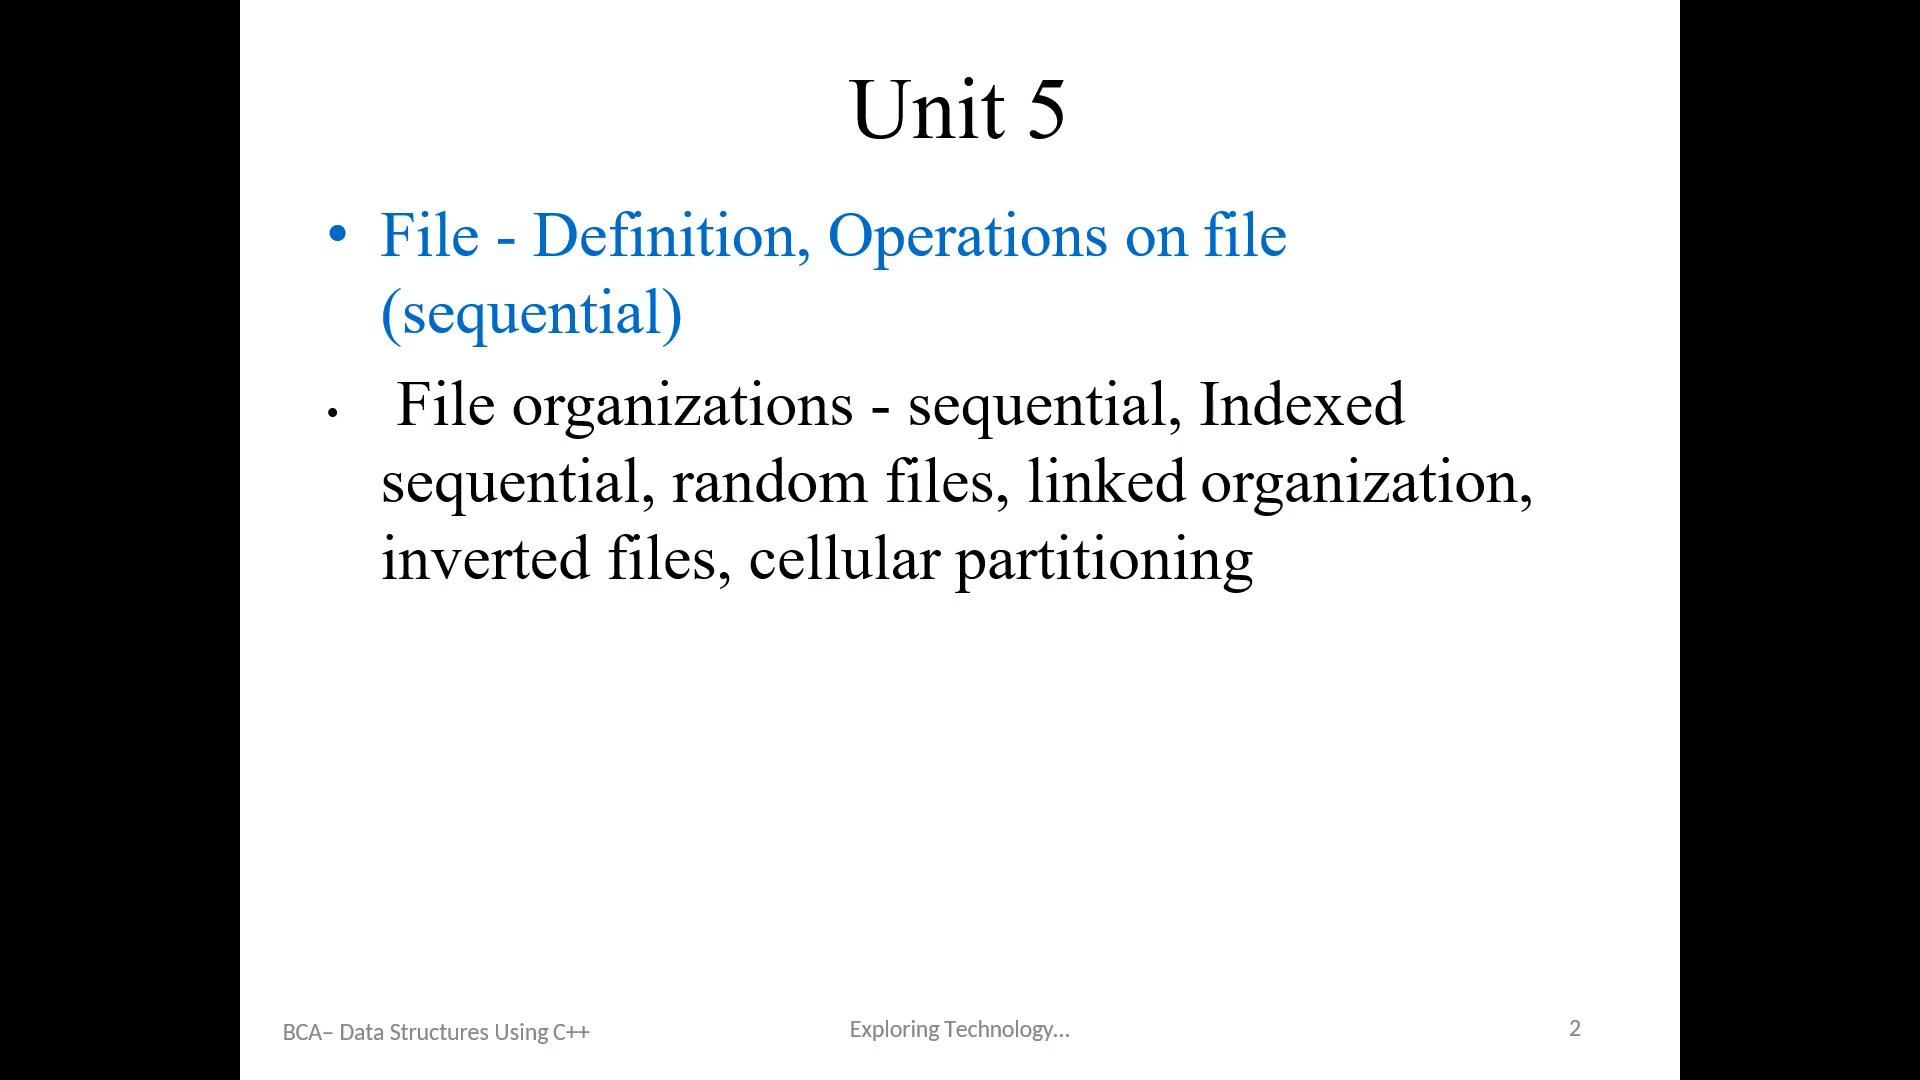 Unit 5
• File - Definition, Operations on file
(sequential)
• File organizations - sequential, Indexed
sequential, random files, linked organization,
inverted files, cellular partitioning
BCA– Data Structures Using C++
Exploring Technology...
2